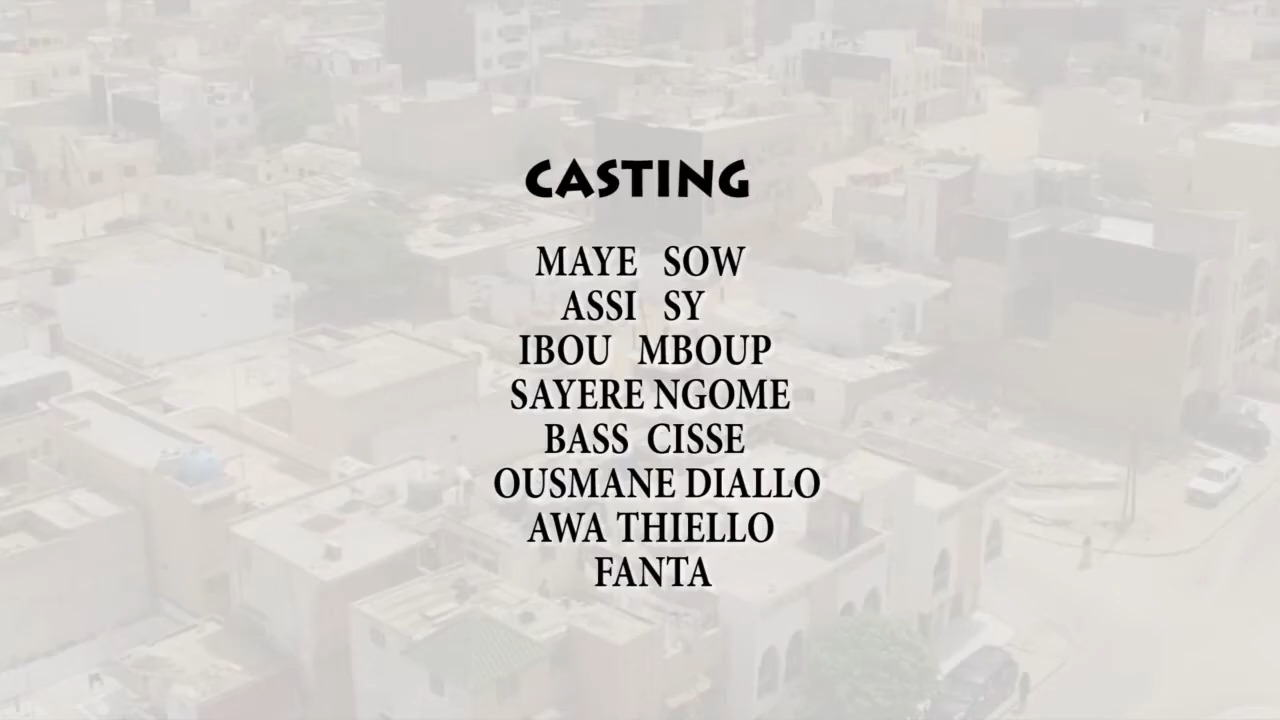 CASTING
MAYE SOW
ASSI SY
IBOU MBOUP
SAYERE NGOME
BASS CISSE
OUSMANE DIALLO
AWA THIELLO
FANTA